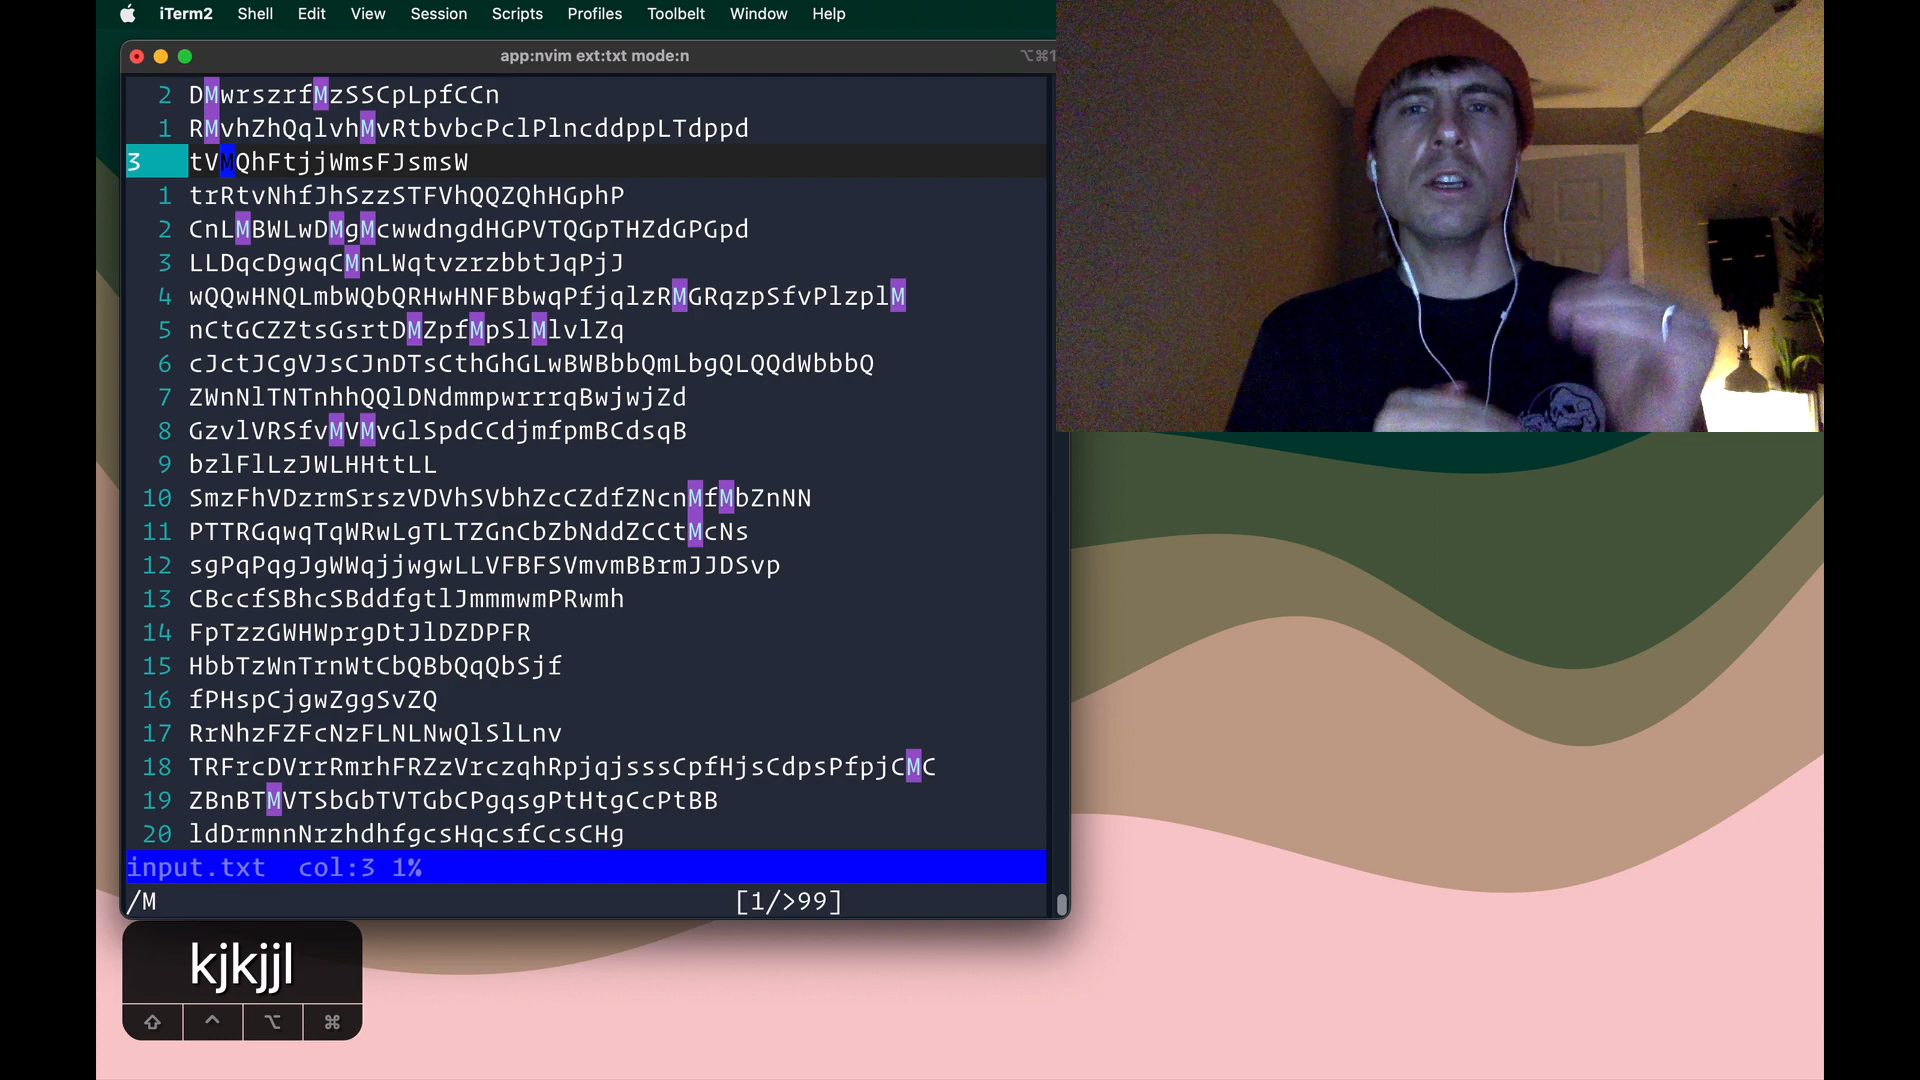 iTerm2 Shell Edit View Session Scripts Profiles Toolbelt Window Help
app:nvim ext:txt mode:n ⌥⌘1
2 DMwrszrfMzSSCpLpfCCn
1 RMvhZhQqlvhMvRtbvbcPclPlncddppLTdppd
3 tVMQhFtjjWmsFJsmsW
1 trRtvNhfJhSzzSTFVhQQZQhHGphP
2 CnLMBWLwDMgMcwwdngdHGPVTQGpTHZdGPGpd
3 LLDqcDgwqCMnLWqtvzrzbbtJqPjJ
4 wQQwHNQLmbWQbQRHwHNFBbwqPfjqlzRMGRqzpSfvPlzplM
5 nCtGCZZtsGsrtDMZpfMpSlMlvlZq
6 cJctJCgVJsCJnDTsCthGhGLwBWBbbQmLbgQLQQdWbbbQ
7 ZWnNlTNTnhhQQlDNdmmpwrrrqBwjwjZd
8 GzvlVRSfvMVMvGlSpdCCdjmfpmBCdsqB
9 bzlFlLzJWLHHttLL
10 SmzFhVDzrmSrszVDVhSVbhZcCZdfZNcnMfMbZnNN
11 PTTRGqwqTqWRwLgTLTZGnCbZbNddZCCtMcNs
12 sgPqPqgJgWWqjjwgwLLVFBFSVmvmBBrmJJDSvp
13 CBccfSBhcSBddfgtlJmmmwmPRwmh
14 FpTzzGWHWprgDtJlDZDPFR
15 HbbTzWnTrnWtCbQBbQqQbSjf
16 fPHspCjgwZggSvZQ
17 RrNhzFZFcNzFLNLNwQlSlLnv
18 TRFrcDVrrRmrhFRZzVrczqhRpjqjsssCpfHjsCdpsPfpjCMC
19 ZBnBTMVTSbGbTVTGbCPgqsgPtHtgCcPtBB
20 ldDrmnnNrzhdhfgcsHqcsfCcsCHg
input.txt col:3 1%
/M [1/>99]
kjkjjl
⇧ ^ ⌥ ⌘